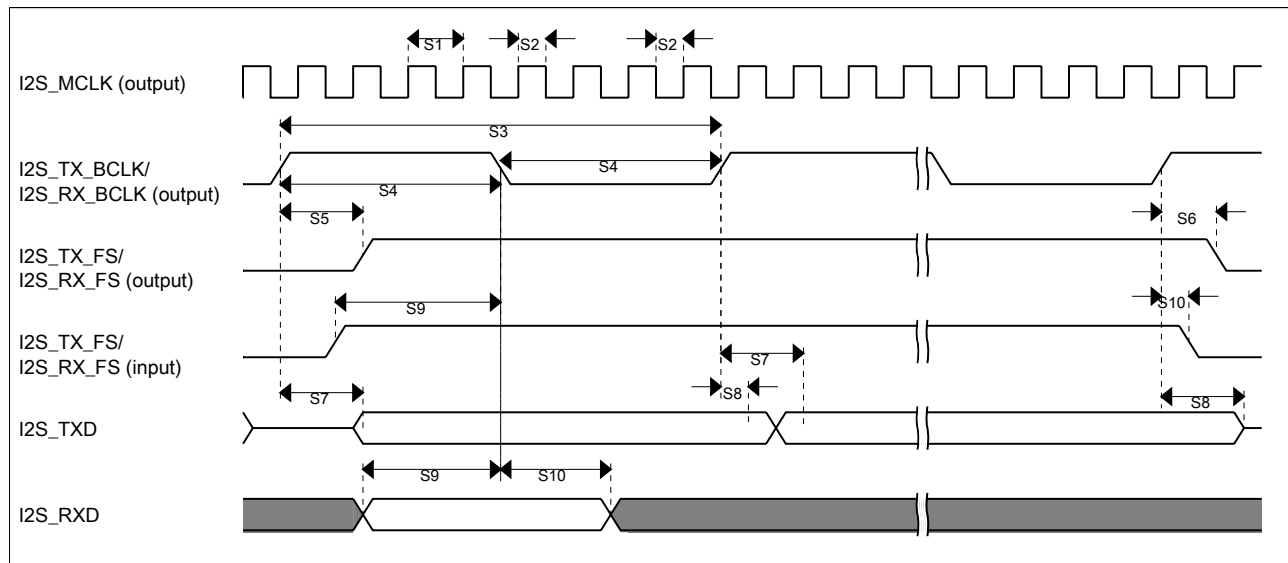 S1
S2
S2
I2S_MCLK (output)
S3
I2S_TX_BCLK/
I2S_RX_BCLK (output)
S4
S4
S5
S6
I2S_TX_FS/
I2S_RX_FS (output)
S9
S10
I2S_TX_FS/
I2S_RX_FS (input)
S7
S7
S8
S8
I2S_TXD
S9
S10
I2S_RXD